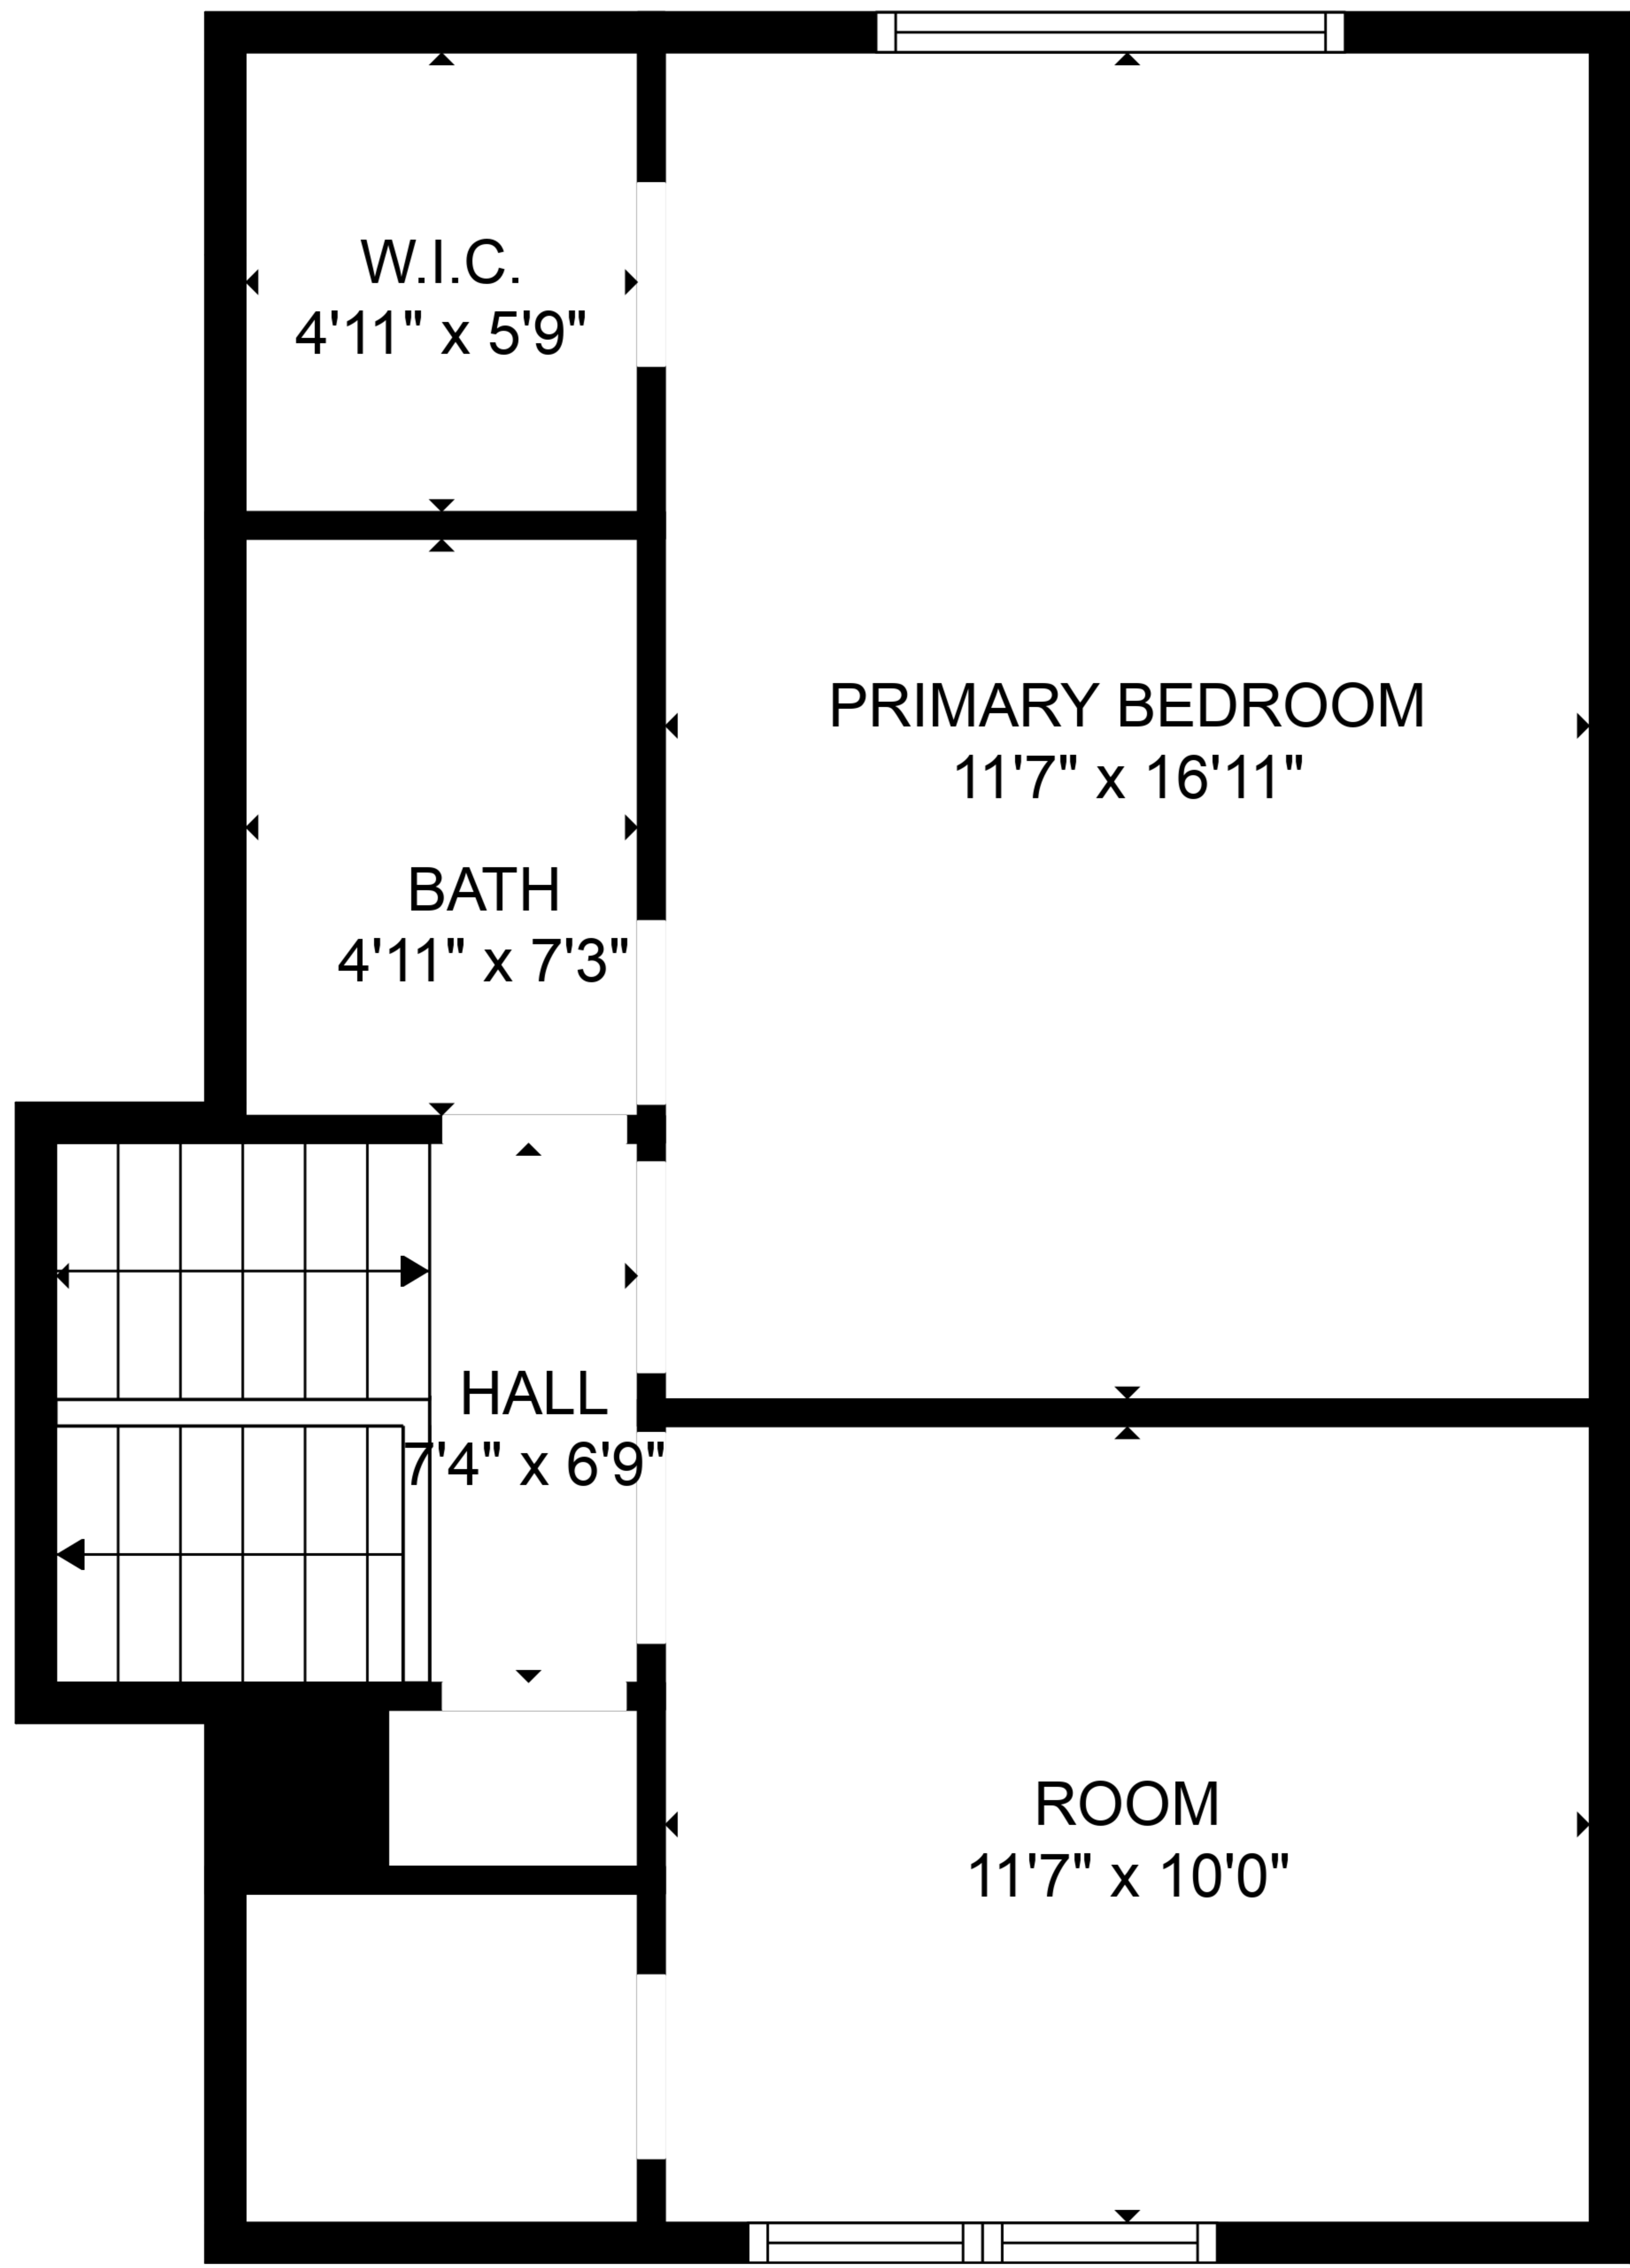 W.I.C.
4'11" x 5'9"
PRIMARY BEDROOM
11'7" x 16'11"
BATH
4'11" x 7'3"
HALL
7'4" x 6'9"
ROOM
11'7" x 10'0"